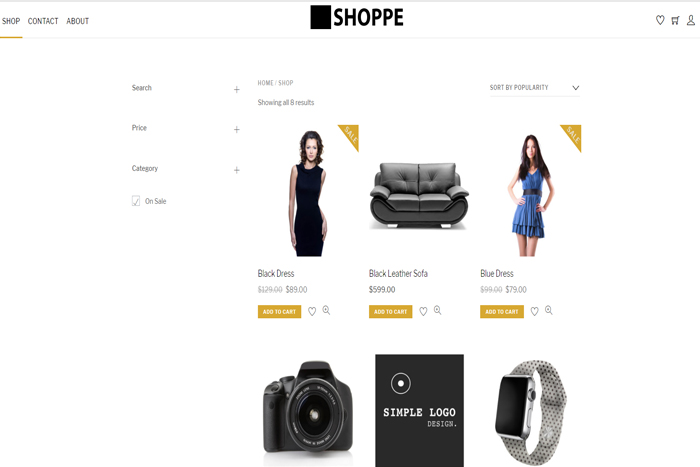 SHOP CONTACT ABOUT
SHOPPE
Search
Price
Category
On Sale
HOME / SHOP
Showing all 8 results
SORT BY POPULARITY
SALE
SALE
Black Dress
$129.00 $89.00
ADD TO CART
Black Leather Sofa
$599.00
ADD TO CART
Blue Dress
$99.00 $79.00
ADD TO CART
SIMPLE LOGO
DESIGN.